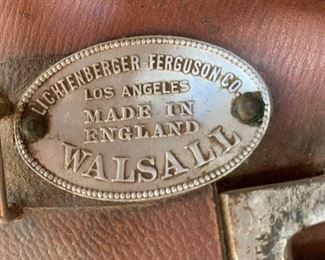 LICHTENBERGER FERGUSON CO.
LOS ANGELES
MADE IN
ENGLAND
WALSALL